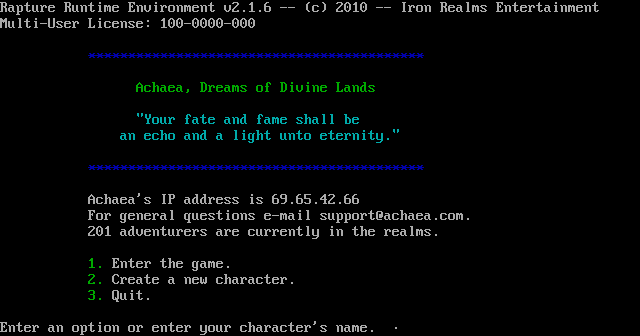 Rapture Runtime Environment v2.1.6 -- (c) 2010 -- Iron Realms Entertainment
Multi-User License: 100-0000-000
******************************************
Achaea, Dreams of Divine Lands
"Your fate and fame shall be
an echo and a light unto eternity."
******************************************
Achaea's IP address is 69.65.42.66
For general questions e-mail support@achaea.com.
201 adventurers are currently in the realms.
1. Enter the game.
2. Create a new character.
3. Quit.
Enter an option or enter your character's name.